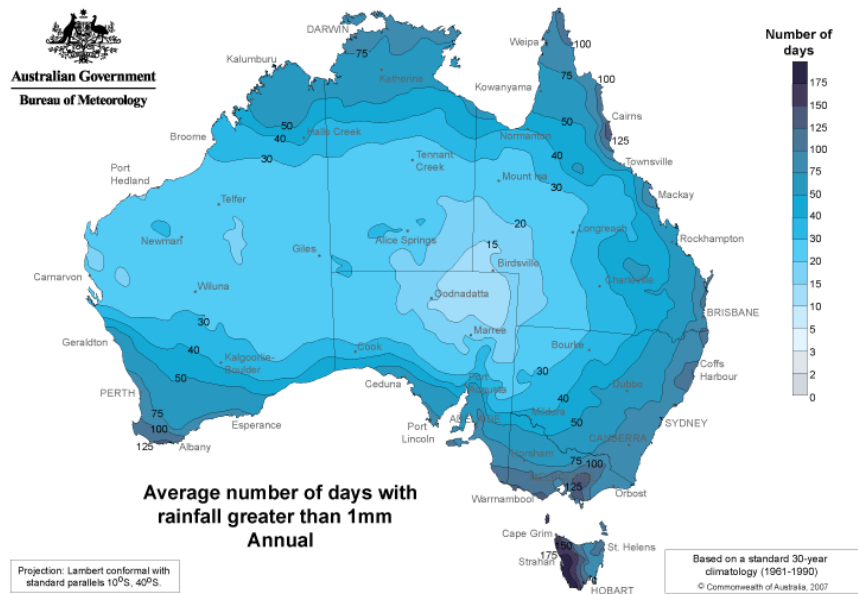 Australian Government
Bureau of Meteorology
Number of
days
175
150
125
100
75
50
40
30
20
15
10
5
3
2
0
DARWIN
75
Katherine
Kalumburu
50
40
30
Halls Creek
Broome
Port
Hedland
Telfer
Newman
Carnarvon
Wiluna
Giles
Alice Springs
Tennant
Creek
Weipa
100
75
100
Kowanyama
50
Cairns
125
Normanton
40
Townsville
Mount Isa
30
Mackay
20
Longreach
Rockhampton
15
Birdsville
Charleville
Oodnadatta
BRISBANE
Marree
Bourke
Coffs
Harbour
30
Geraldton
40
Kalgoorlie-
Boulder
Cook
50
PERTH
75
100
125
Albany
Esperance
Ceduna
Port
Augusta
Port
Lincoln
ADELAIDE
30
40
50
Dubbo
Mildura
SYDNEY
CANBERRA
Horsham
75
100
125
Warrnambool
Orbost
Cape Grim
150
175
St. Helens
Strahan
HOBART
Average number of days with
rainfall greater than 1mm
Annual
Projection: Lambert conformal with
standard parallels 10°S, 40°S.
Based on a standard 30-year
climatology (1961-1990)
© Commonwealth of Australia, 2007